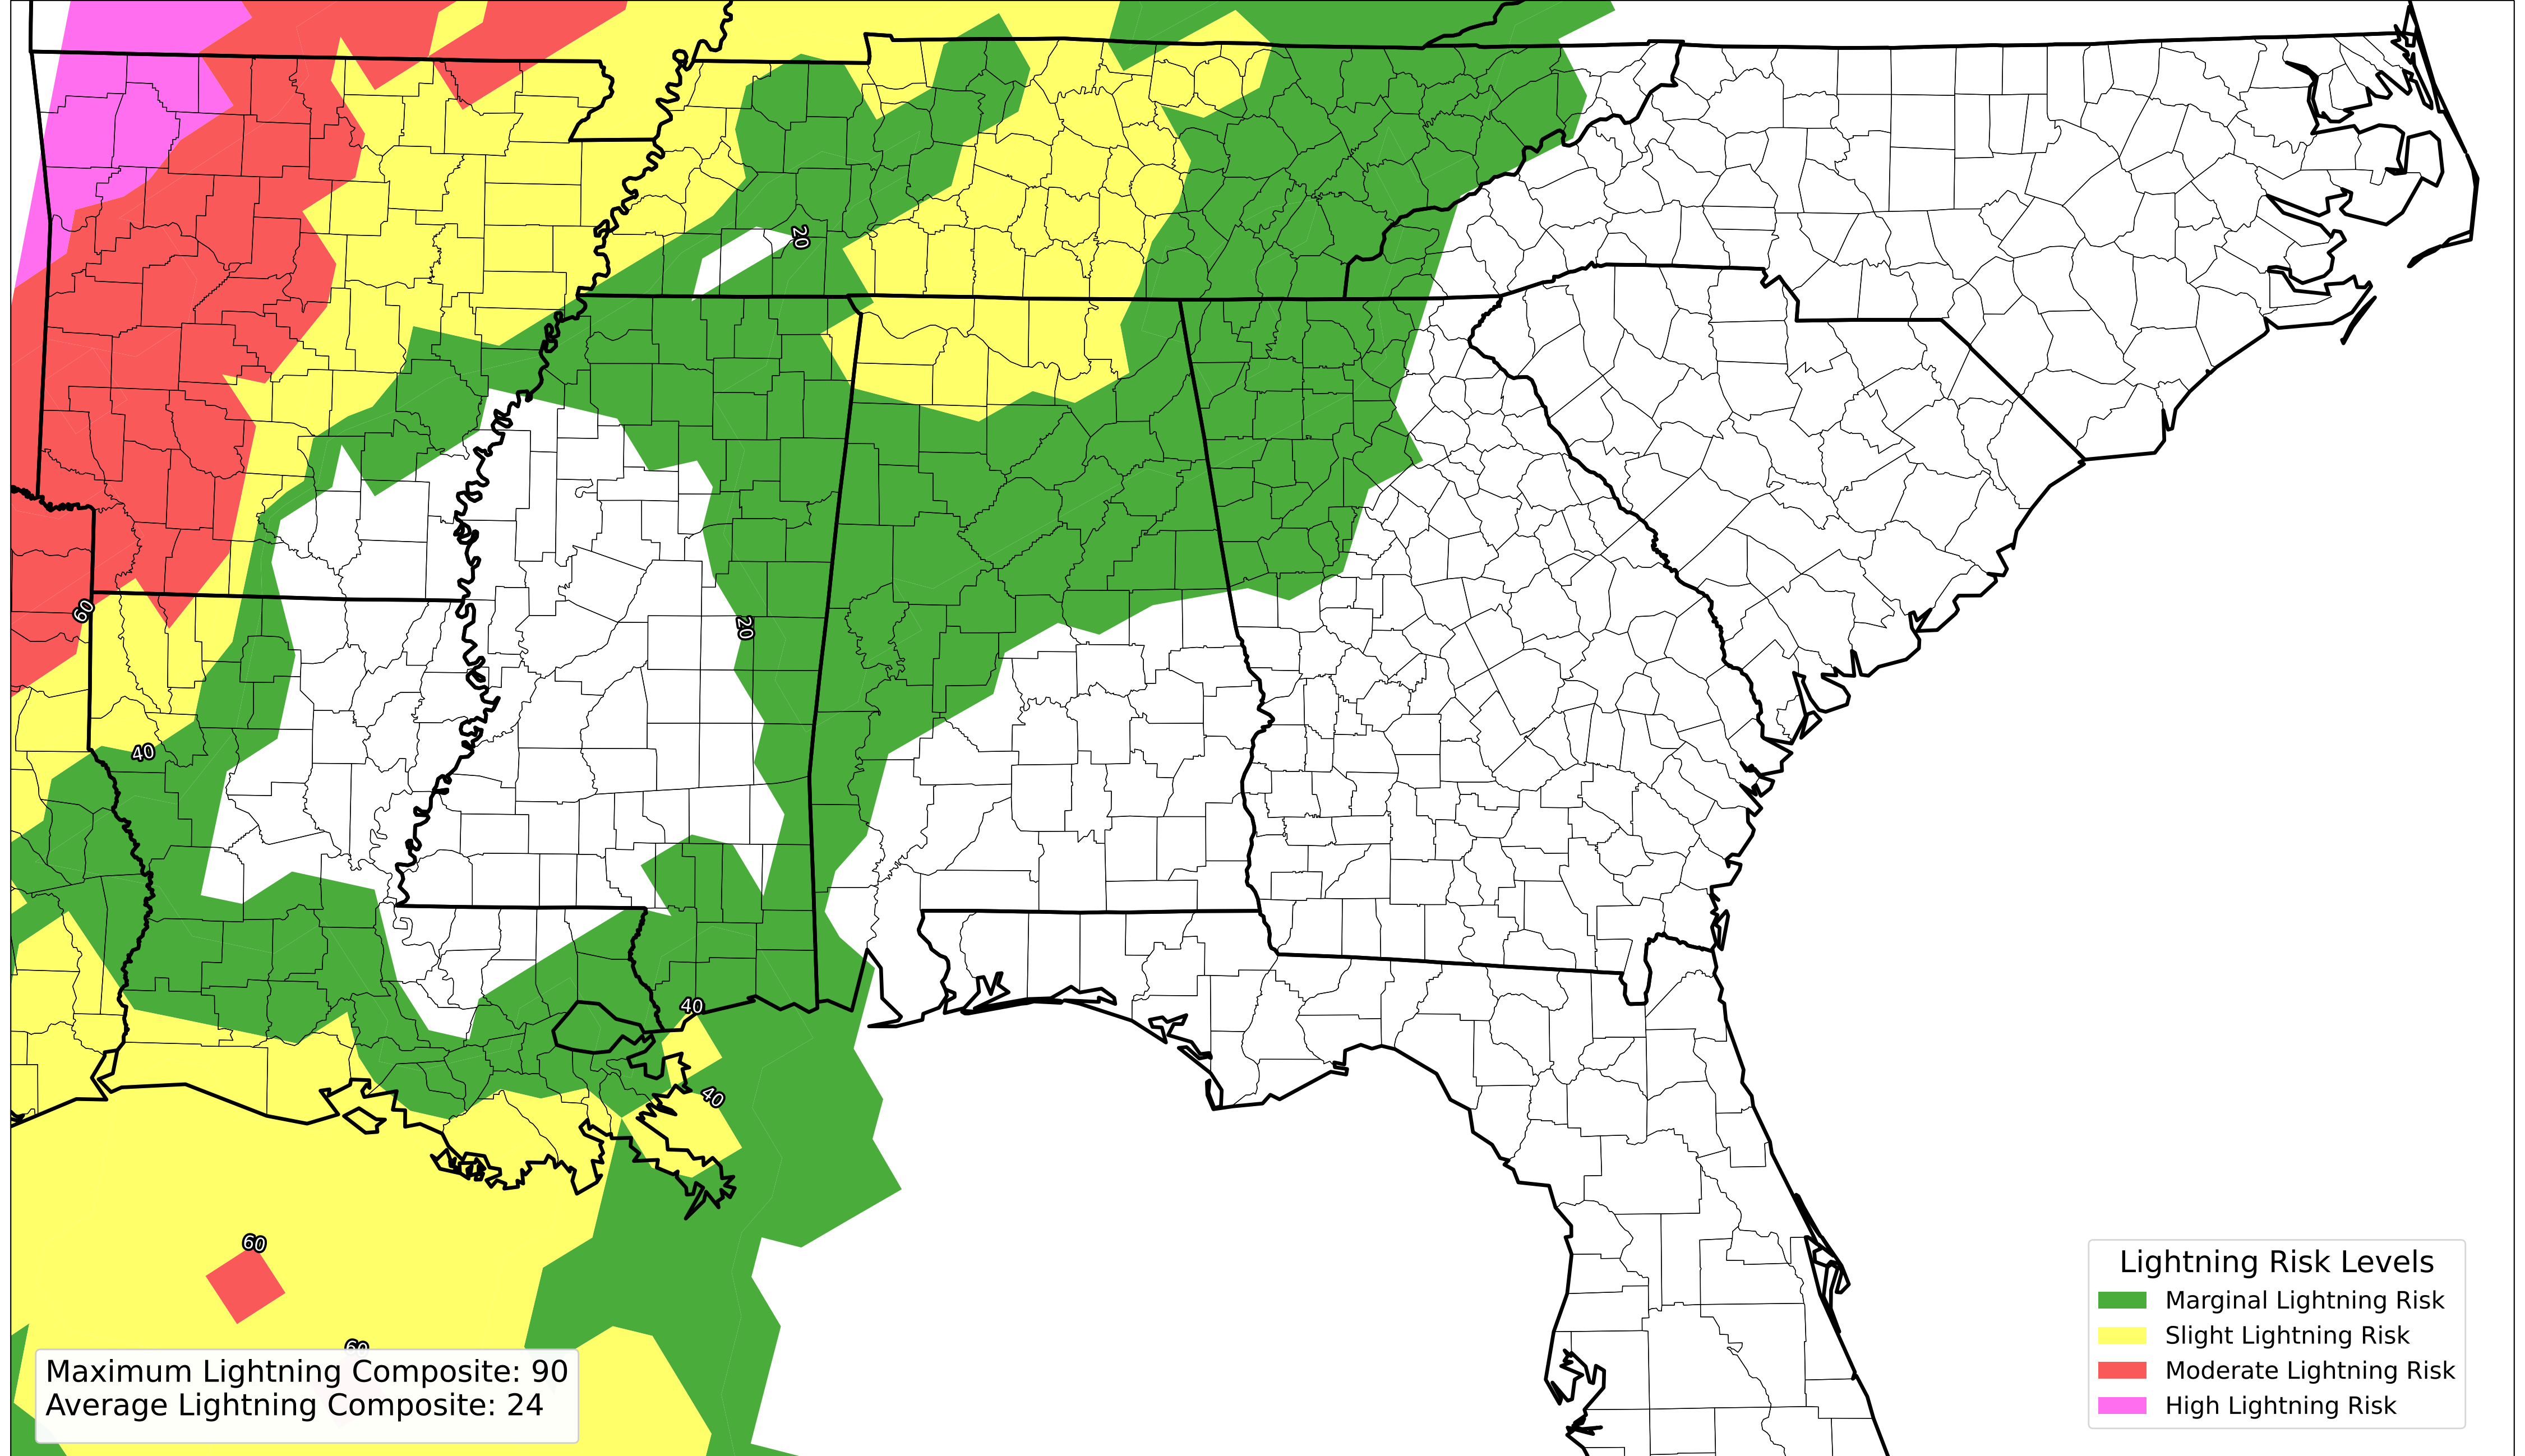 20
60
20
40
40
40
60
60
Maximum Lightning Composite: 90
Average Lightning Composite: 24
Lightning Risk Levels
Marginal Lightning Risk
Slight Lightning Risk
Moderate Lightning Risk
High Lightning Risk